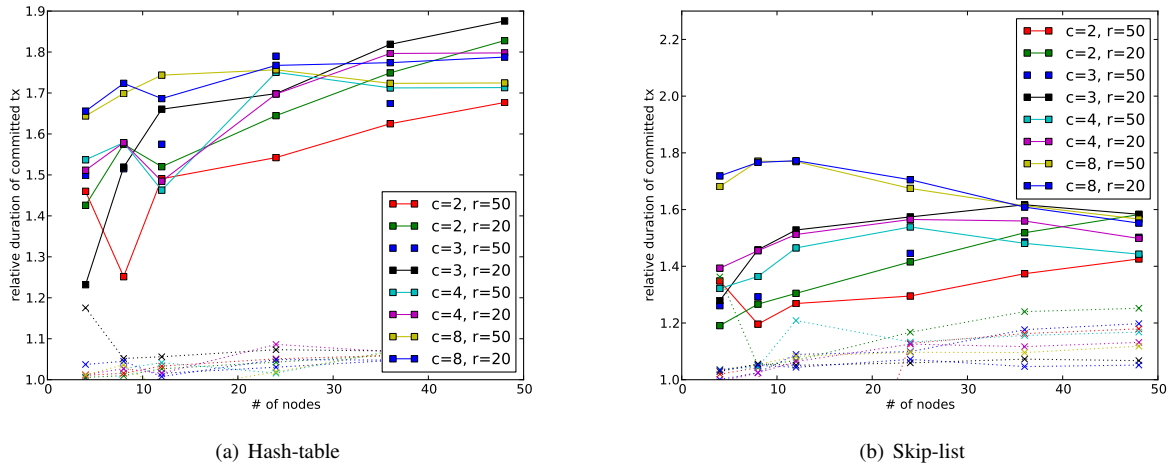 1.9
1.8
1.7
1.6
1.5
1.4
1.3
1.2
1.1
1.0
relative duration of committed tx
0 10 20 30 40 50
# of nodes
c=2, r=50
c=2, r=20
c=3, r=50
c=3, r=20
c=4, r=50
c=4, r=20
c=8, r=50
c=8, r=20
(a) Hash-table
2.2
2.0
1.8
1.6
1.4
1.2
1.0
relative duration of committed tx
0 10 20 30 40 50
# of nodes
c=2, r=50
c=2, r=20
c=3, r=50
c=3, r=20
c=4, r=50
c=4, r=20
c=8, r=50
c=8, r=20
(b) Skip-list